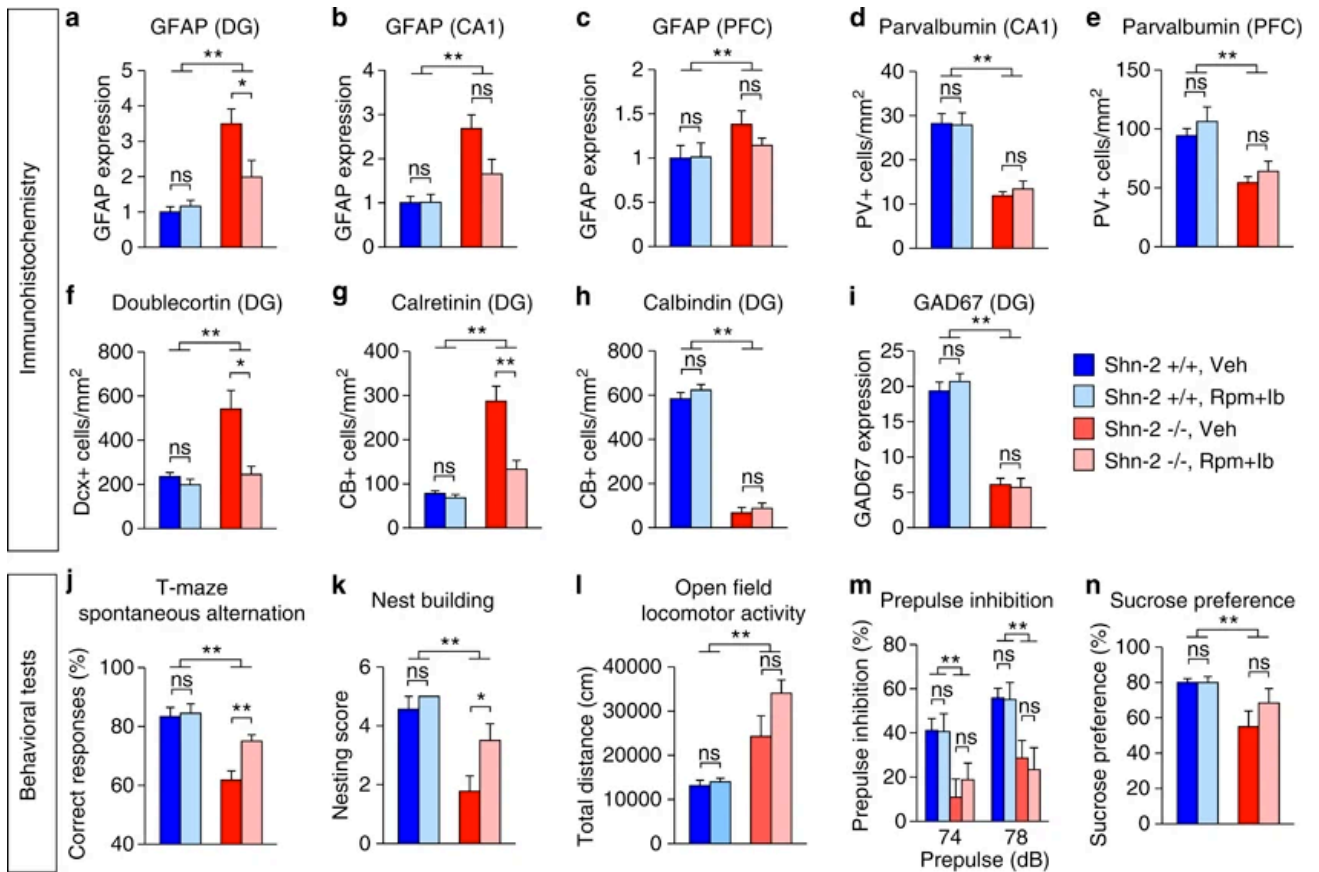 Immunohistochemistry
a
GFAP (DG)
GFAP expression
5
4
3
2
1
0
**
*
ns
b
GFAP (CA1)
GFAP expression
4
3
2
1
0
**
ns
ns
c
GFAP (PFC)
GFAP expression
2
1.5
1
0.5
0
**
ns
ns
d
Parvalbumin (CA1)
PV+ cells/mm2
40
30
20
10
0
**
ns
ns
e
Parvalbumin (PFC)
PV+ cells/mm2
150
100
50
0
**
ns
ns
f
Doublecortin (DG)
Dcx+ cells/mm2
800
600
400
200
0
**
*
ns
g
Calretinin (DG)
CB+ cells/mm2
400
300
200
100
0
**
**
ns
h
Calbindin (DG)
CB+ cells/mm2
800
600
400
200
0
**
ns
ns
i
GAD67 (DG)
GAD67 expression
25
20
15
10
5
0
**
ns
ns
Shn-2 +/+, Veh
Shn-2 +/+, Rpm+Ib
Shn-2 -/-, Veh
Shn-2 -/-, Rpm+Ib
Behavioral tests
j
T-maze
spontaneous alternation
Correct responses (%)
100
80
60
40
**
ns
**
k
Nest building
Nesting score
6
4
2
0
**
ns
*
l
Open field
locomotor activity
Total distance (cm)
40000
30000
20000
10000
0
**
ns
ns
m
Prepulse inhibition
Prepulse inhibition (%)
80
60
40
20
0
**
ns
ns
**
ns
ns
74
78
Prepulse (dB)
n
Sucrose preference
Sucrose preference (%)
100
80
60
40
20
0
**
ns
ns